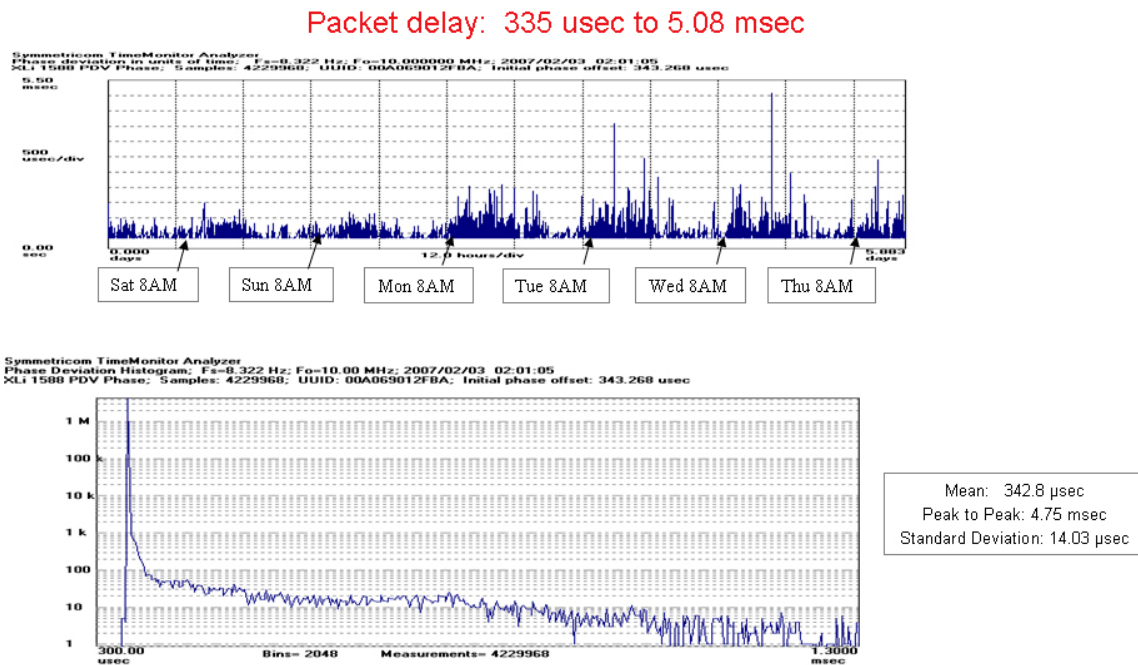 Packet delay: 335 usec to 5.08 msec
Symmetricom TimeMonitor Analyzer
Phase deviation in units of time; Fs=8.322 Hz; Fo=10.000000 MHz; 2007/02/03 02:01:05
XLi 1588 PDV Phase; Samples: 4229968; UUID: 00A069012FBA; Initial phase offset: 343.268 usec
5.50
msec
500
usec/div
0.00
sec
0.000
days
12.0 hours/div
5.883
days
Sat 8AM
Sun 8AM
Mon 8AM
Tue 8AM
Wed 8AM
Thu 8AM
Symmetricom TimeMonitor Analyzer
Phase Deviation Histogram; Fs=8.322 Hz; Fo=10.00 MHz; 2007/02/03 02:01:05
XLi 1588 PDV Phase; Samples: 4229968; UUID: 00A069012FBA; Initial phase offset: 343.268 usec
1 M
100 k
10 k
1 k
100
10
1
300.00
usec
Bins= 2048
Measurements= 4229968
1.3000
msec
Mean: 342.8 µsec
Peak to Peak: 4.75 msec
Standard Deviation: 14.03 µsec